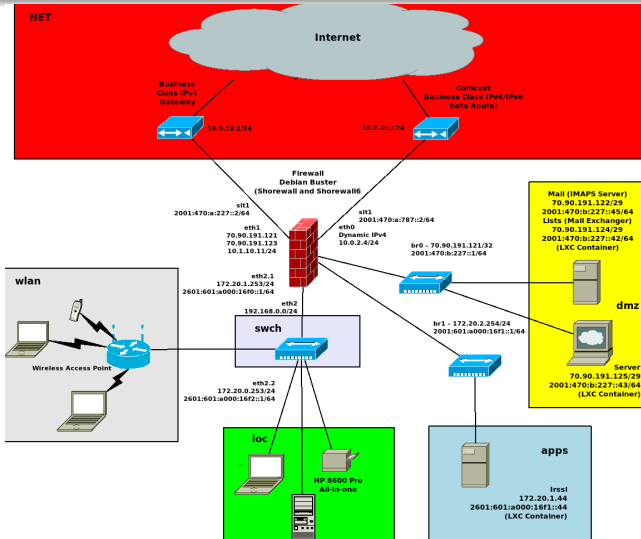 NET
Internet
Business
Class IPv4
Gateway
10.0.10.1/24
Comcast
Business Class IPv4/IPv6
Beta Router
10.2.10.124
Firewall
Debian Buster
(Shorewall and Shorewall6
sit1
2001:470:a:227::2/64
sit1
2001:470:a:787::2/64
eth1
70.90.191.121
70.90.191.123
10.1.10.11/24
eth0
Dynamic IPv4
10.0.2.4/24
br0 - 70.90.191.121/32
2001:470:b:227::1/64
Mail (IMAPS Server)
70.90.191.122/29
2001:470:b:227::45/64
Lists (Mail Exchanger)
70.90.191.124/29
2001:470:b:227::42/64
(LXC Container)
dmz
Server
70.90.191.125/29
2001:470:b:227::43/64
(LXC Container)
eth2.1
172.20.1.253/24
2601:601:a000:16f0::1/64
eth2
192.168.0.0/24
br1 - 172.20.2.254/24
2001:601:a000:16f1::1/64
wlan
Wireless Access Point
swch
eth2.2
172.20.0.253/24
2601:601:a000:16f2::1/64
loc
HP 8600 Pro
All-in-one
apps
Irssi
172.20.1.44
2601:601:a000:16f1::44
(LXC Container)